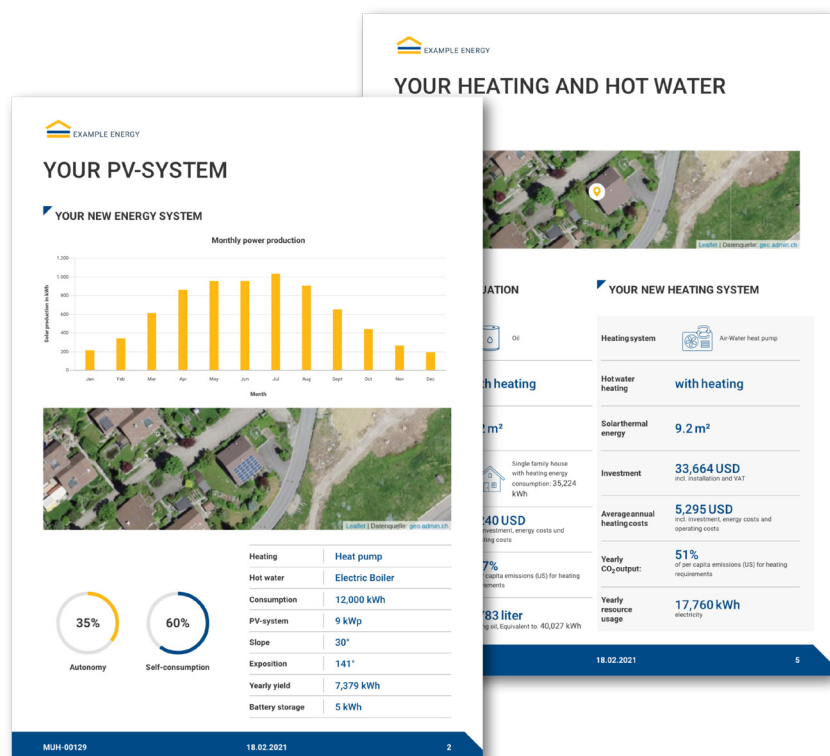 EXAMPLE ENERGY
YOUR PV-SYSTEM
YOUR NEW ENERGY SYSTEM
Monthly power production
Solar production in kWh
1.200
1.000
800
600
400
200
0
Jan Feb Mar Apr May Jun Jul Aug Sept Oct Nov Dec
Month
Leaflet | Datenquelle: geo.admin.ch
35%
Autonomy
60%
Self-consumption
Heating Heat pump
Hot water Electric Boiler
Consumption 12,000 kWh
PV-system 9 kWp
Slope 30°
Exposition 141°
Yearly yield 7,379 kWh
Battery storage 5 kWh
MUH-00129 18.02.2021 2
EXAMPLE ENERGY
YOUR HEATING AND HOT WATER
Leaflet | Datenquelle: geo.admin.ch
UATION
Oil
th heating
m²
Single family house
with heating energy
consumption: 35,224
kWh
240 USD
investment, energy costs und
ting costs
7%
capita emissions (US) for heating
ements
783 liter
ng oil, Equivalent to: 40,027 kWh
YOUR NEW HEATING SYSTEM
Heating system Air-Water heat pump
Hot water
heating
with heating
Solarthermal
energy
9.2 m²
Investment
33,664 USD
incl. installation and VAT
Average annual
heating costs
5,295 USD
incl. investment, energy costs and
operating costs
Yearly
CO₂ output:
51%
of per capita emissions (US) for heating
requirements
Yearly
resource
usage
17,760 kWh
electricity
18.02.2021 5